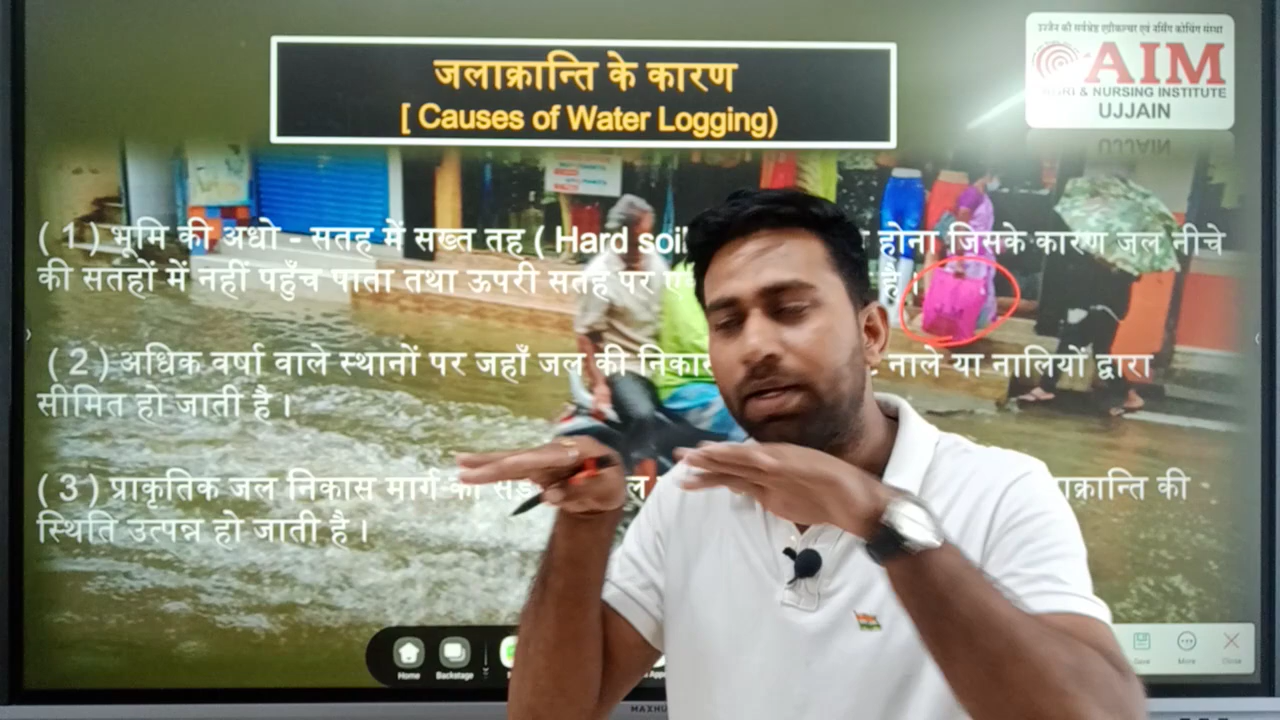 जलाक्रान्ति के कारण
[ Causes of Water Logging)
उज्जैन की सर्वश्रेष्ठ एग्रीकल्चर एवं नर्सिंग कोचिंग संस्था
AIM
AGRI & NURSING INSTITUTE
UJJAIN
( 1 ) भूमि की अधो - सतह में सख्त तह ( Hard soil होना जिसके कारण जल नीचे
की सतहों में नहीं पहुँच पाता तथा ऊपरी सतह पर
( 2 ) अधिक वर्षा वाले स्थानों पर जहाँ जल की निकास नाले या नालियों द्वारा
सीमित हो जाती है ।
( 3 ) प्राकृतिक जल निकास मार्ग को की
स्थिति उत्पन्न हो जाती है ।
Home
Backstage
Save
More
Close